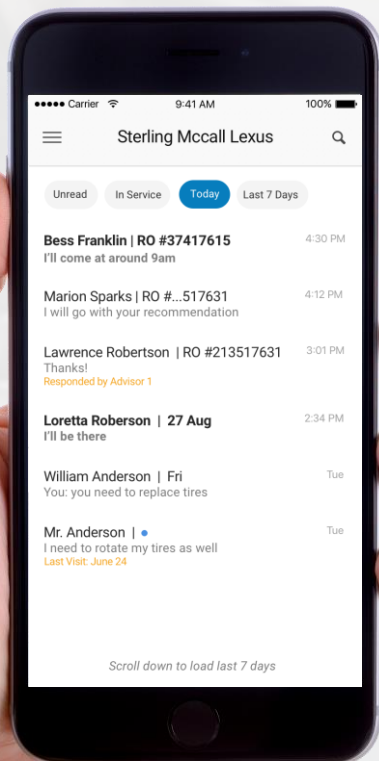 Carrier 9:41 AM 100%
Sterling Mccall Lexus
Unread In Service Today Last 7 Days
Bess Franklin | RO #37417615 4:30 PM
I'll come at around 9am
Marion Sparks | RO #...517631 4:12 PM
I will go with your recommendation
Lawrence Robertson | RO #213517631 3:01 PM
Thanks!
Responded by Advisor 1
Loretta Roberson | 27 Aug 2:34 PM
I'll be there
William Anderson | Fri Tue
You: you need to replace tires
Mr. Anderson | Tue
I need to rotate my tires as well
Last Visit: June 24
Scroll down to load last 7 days